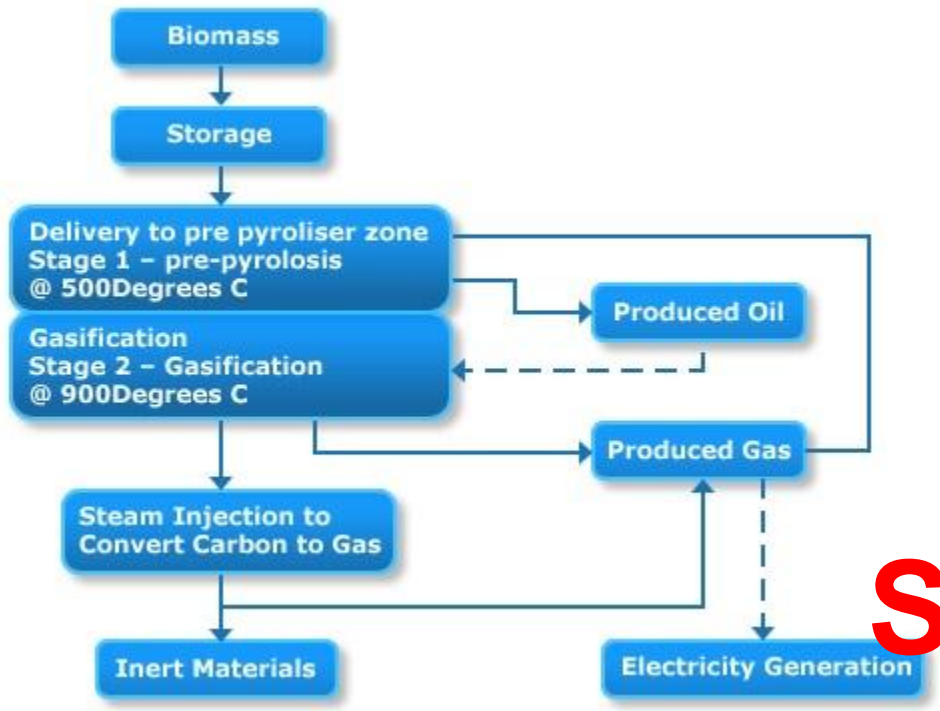 Biomass
Storage
Delivery to pre pyroliser zone
Stage 1 – pre-pyrolosis
@ 500Degrees C
Gasification
Stage 2 – Gasification
@ 900Degrees C
Produced Oil
Produced Gas
Steam Injection to
Convert Carbon to Gas
Inert Materials
Electricity Generation
S